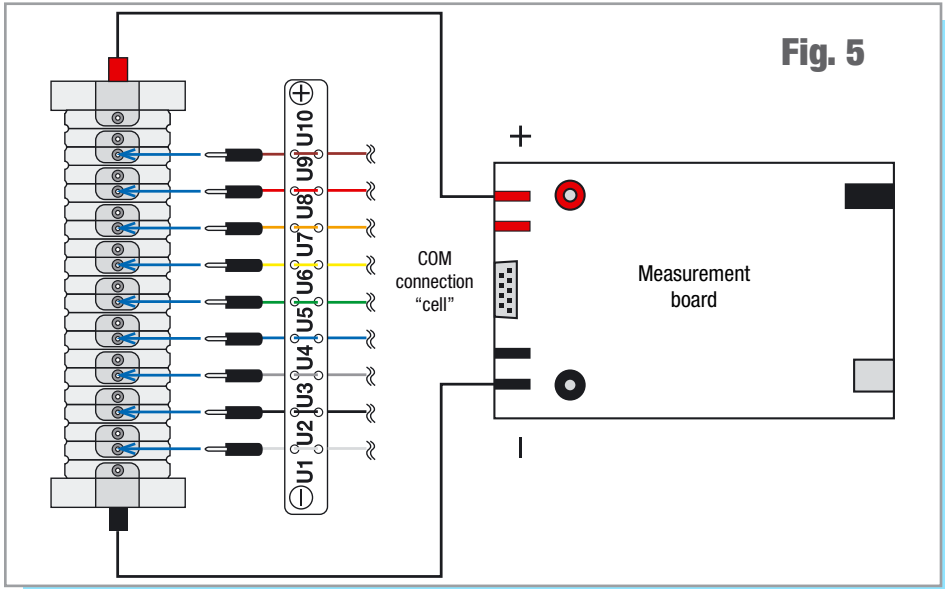 Fig. 5
+
U10
U9
U8
U7
U6
U5
U4
U3
U2
U1
−
COM
connection
“cell”
+
Measurement
board
−